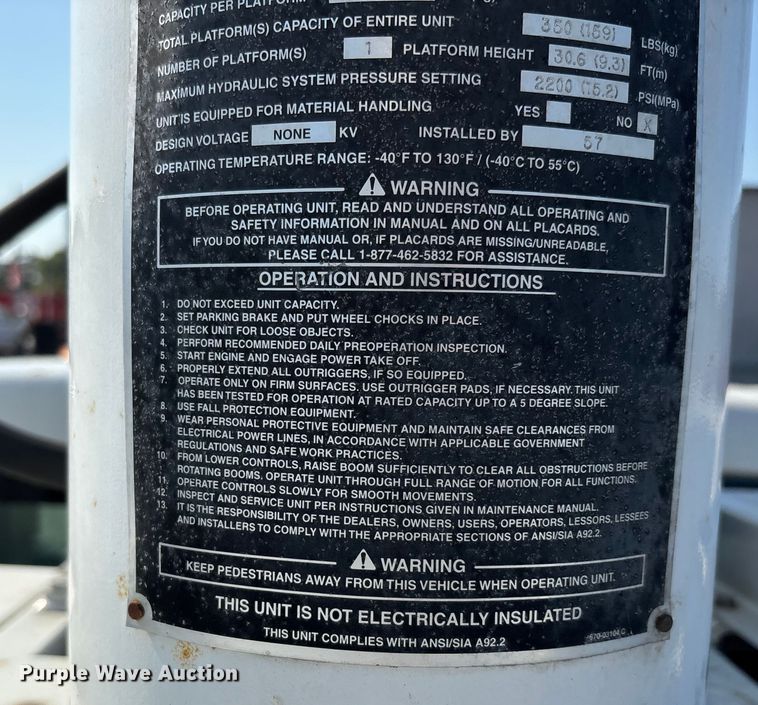 CAPACITY PER PLATFORM
TOTAL PLATFORM(S) CAPACITY OF ENTIRE UNIT 350 (159) LBS(kg)
NUMBER OF PLATFORM(S) 1 PLATFORM HEIGHT 30.6 (9.3) FT(m)
MAXIMUM HYDRAULIC SYSTEM PRESSURE SETTING 2200 (15.2) PSI(MPa)
UNIT IS EQUIPPED FOR MATERIAL HANDLING YES NO X
DESIGN VOLTAGE NONE KV INSTALLED BY 57
OPERATING TEMPERATURE RANGE: -40°F TO 130°F / (-40°C TO 55°C)
WARNING
BEFORE OPERATING UNIT, READ AND UNDERSTAND ALL OPERATING AND
SAFETY INFORMATION IN MANUAL AND ON ALL PLACARDS.
IF YOU DO NOT HAVE MANUAL OR, IF PLACARDS ARE MISSING/UNREADABLE,
PLEASE CALL 1-877-462-5832 FOR ASSISTANCE.
OPERATION AND INSTRUCTIONS
1. DO NOT EXCEED UNIT CAPACITY.
2. SET PARKING BRAKE AND PUT WHEEL CHOCKS IN PLACE.
3. CHECK UNIT FOR LOOSE OBJECTS.
4. PERFORM RECOMMENDED DAILY PREOPERATION INSPECTION.
5. START ENGINE AND ENGAGE POWER TAKE OFF.
6. PROPERLY EXTEND ALL OUTRIGGERS, IF SO EQUIPPED.
7. OPERATE ONLY ON FIRM SURFACES. USE OUTRIGGER PADS, IF NECESSARY. THIS UNIT
HAS BEEN TESTED FOR OPERATION AT RATED CAPACITY UP TO A 5 DEGREE SLOPE.
8. USE FALL PROTECTION EQUIPMENT.
9. WEAR PERSONAL PROTECTIVE EQUIPMENT AND MAINTAIN SAFE CLEARANCES FROM
ELECTRICAL POWER LINES, IN ACCORDANCE WITH APPLICABLE GOVERNMENT
REGULATIONS AND SAFE WORK PRACTICES.
10. FROM LOWER CONTROLS, RAISE BOOM SUFFICIENTLY TO CLEAR ALL OBSTRUCTIONS BEFORE
ROTATING BOOMS. OPERATE UNIT THROUGH FULL RANGE OF MOTION FOR ALL FUNCTIONS.
11. OPERATE CONTROLS SLOWLY FOR SMOOTH MOVEMENTS.
12. INSPECT AND SERVICE UNIT PER INSTRUCTIONS GIVEN IN MAINTENANCE MANUAL.
13. IT IS THE RESPONSIBILITY OF THE DEALERS, OWNERS, USERS, OPERATORS, LESSORS, LESSEES
AND INSTALLERS TO COMPLY WITH THE APPROPRIATE SECTIONS OF ANSI/SIA A92.2.
WARNING
KEEP PEDESTRIANS AWAY FROM THIS VEHICLE WHEN OPERATING UNIT.
THIS UNIT IS NOT ELECTRICALLY INSULATED
THIS UNIT COMPLIES WITH ANSI/SIA A92.2
970-03104 C
Purple Wave Auction